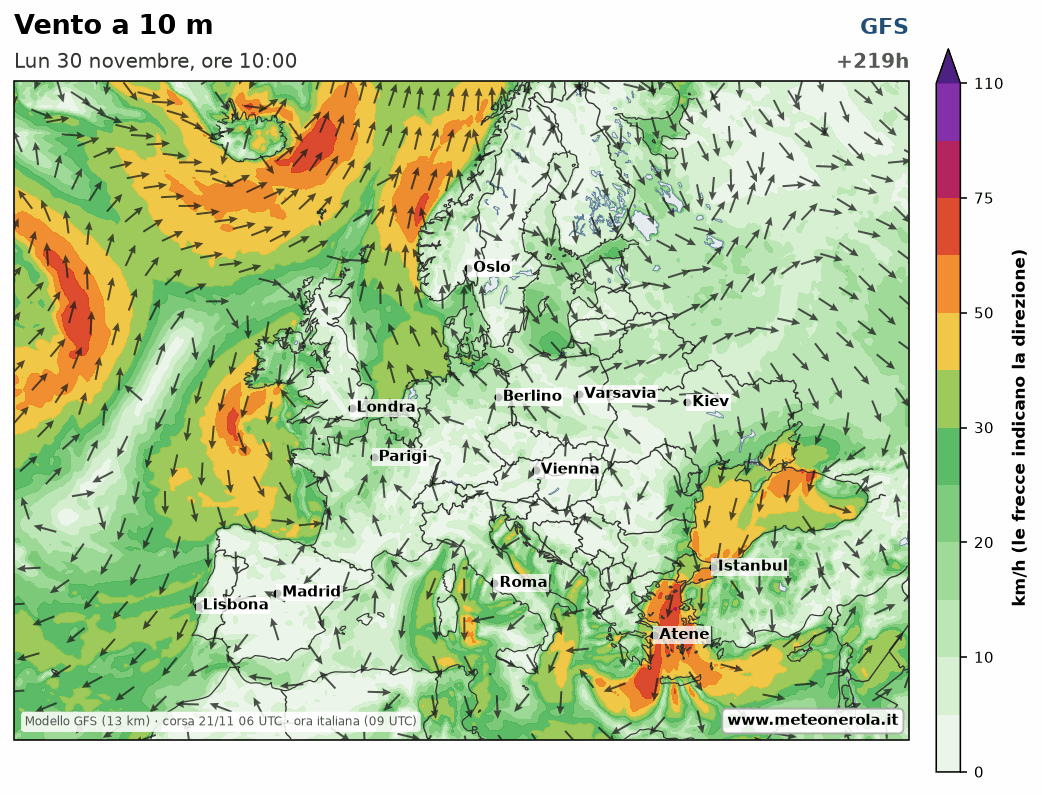 Vento a 10 m
GFS
Lun 30 novembre, ore 10:00
+219h
110
75
50
30
20
10
0
km/h (le frecce indicano la direzione)
Oslo
Londra
Berlino
Varsavia
Kiev
Parigi
Vienna
Istanbul
Roma
Madrid
Lisbona
Atene
Modello GFS (13 km) · corsa 21/11 06 UTC · ora italiana (09 UTC)
www.meteonerola.it